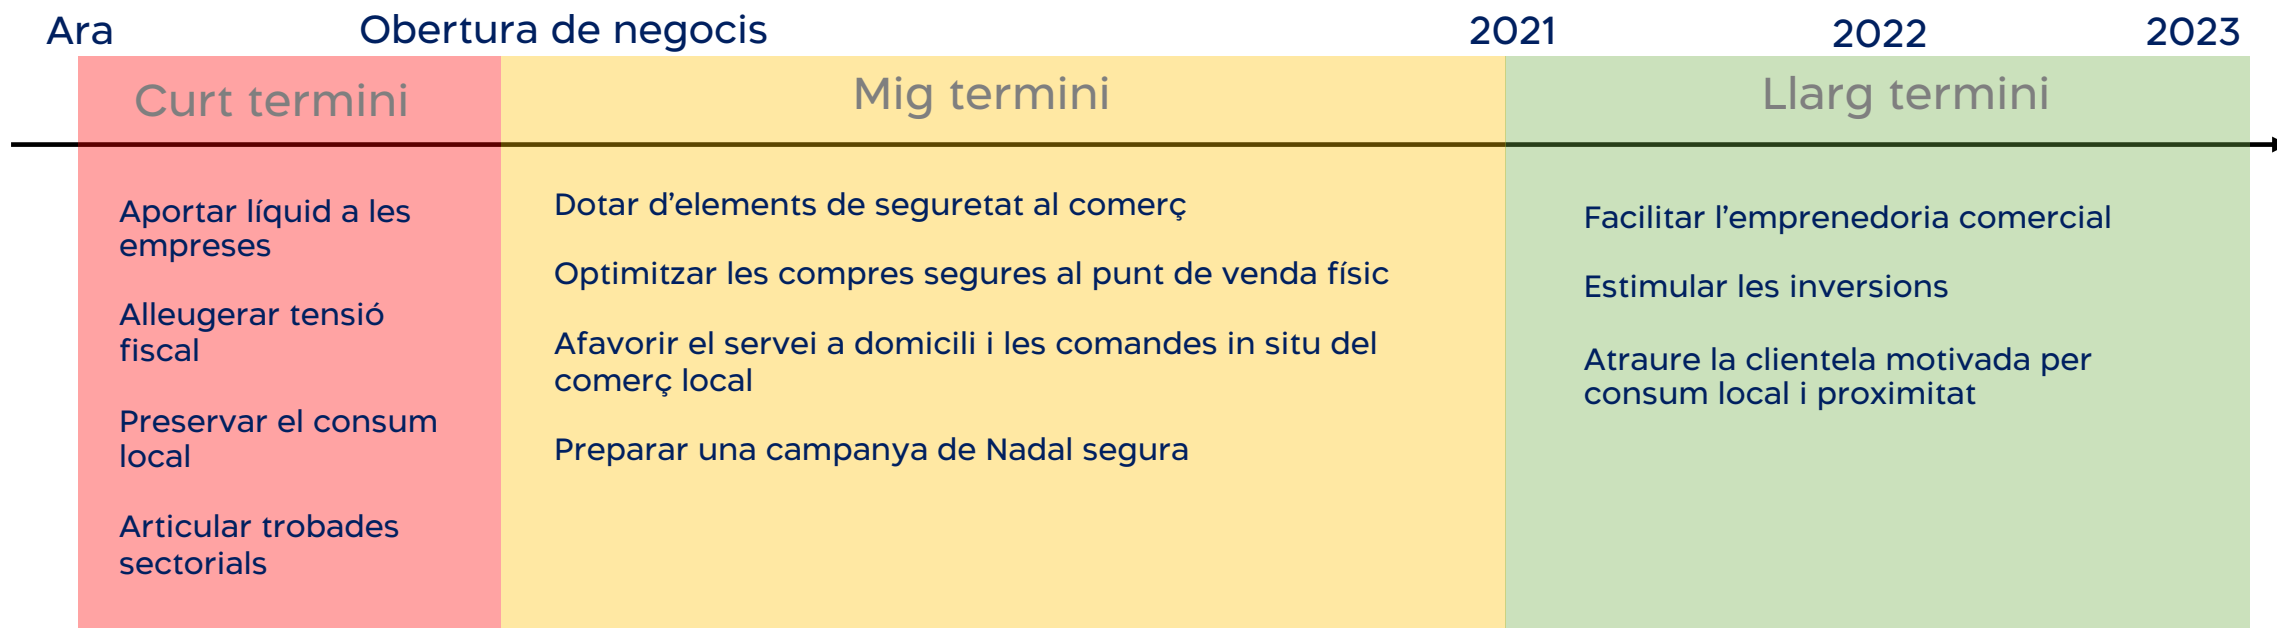 Ara
Obertura de negocis
2021
2022
2023
Curt termini
Mig termini
Llarg termini
Aportar líquid a les
empreses
Alleugerar tensió
fiscal
Preservar el consum
local
Articular trobades
sectorials
Dotar d’elements de seguretat al comerç
Optimitzar les compres segures al punt de venda físic
Afavorir el servei a domicili i les comandes in situ del
comerç local
Preparar una campanya de Nadal segura
Facilitar l’emprenedoria comercial
Estimular les inversions
Atraure la clientela motivada per
consum local i proximitat